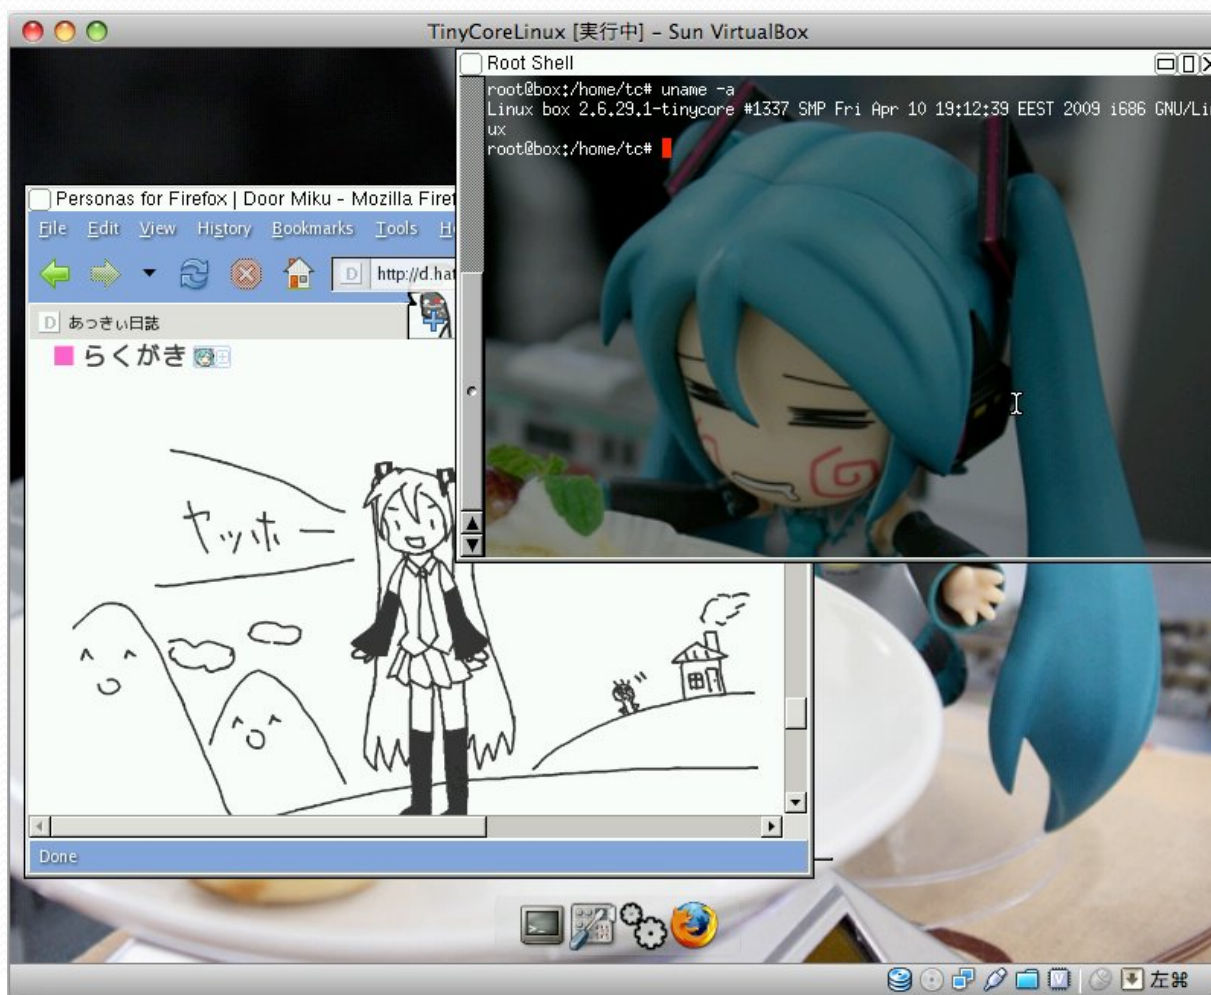 TinyCoreLinux [実行中] – Sun VirtualBox
Root Shell
root@box:/home/tc# uname -a
Linux box 2.6.29.1-tinycore #1337 SMP Fri Apr 10 19:12:39 EEST 2009 i686 GNU/Lin
ux
root@box:/home/tc#
Personas for Firefox | Door Miku - Mozilla Firef
File Edit View History Bookmarks Tools He
D http://d.hat
D あっきぃ日誌
らくがき
ヤッホー
Done
V 左⌘